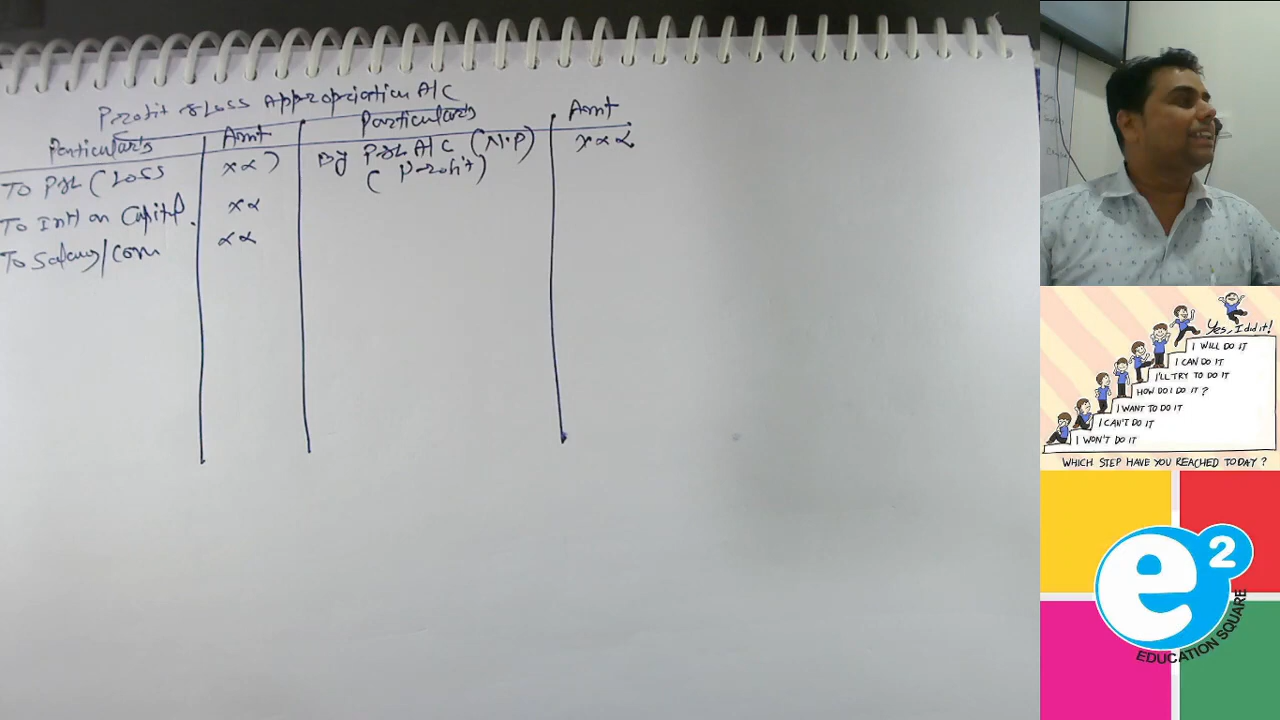 Profit & Loss Appropriation A/C
Particular's Amt Particular's Amt
To P&L (Loss xx) By P&L A/C (N.P) xxx
(Profit)
To Int on Capital. xx
To Salary/Com xx
Yes, I did it!
I WILL DO IT
I CAN DO IT
I'LL TRY TO DO IT
HOW DO I DO IT?
I WANT TO DO IT
I CAN'T DO IT
I WON'T DO IT
WHICH STEP HAVE YOU REACHED TODAY?
e2
EDUCATION SQUARE